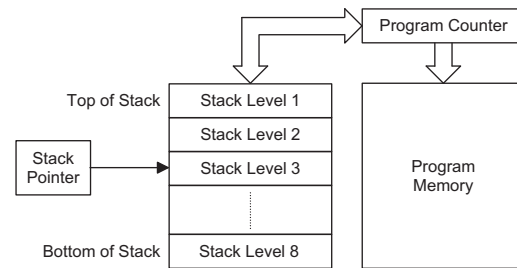 Program Counter
Top of Stack
Stack Level 1
Stack Level 2
Stack
Pointer
Stack Level 3
Program
Memory
Bottom of Stack
Stack Level 8